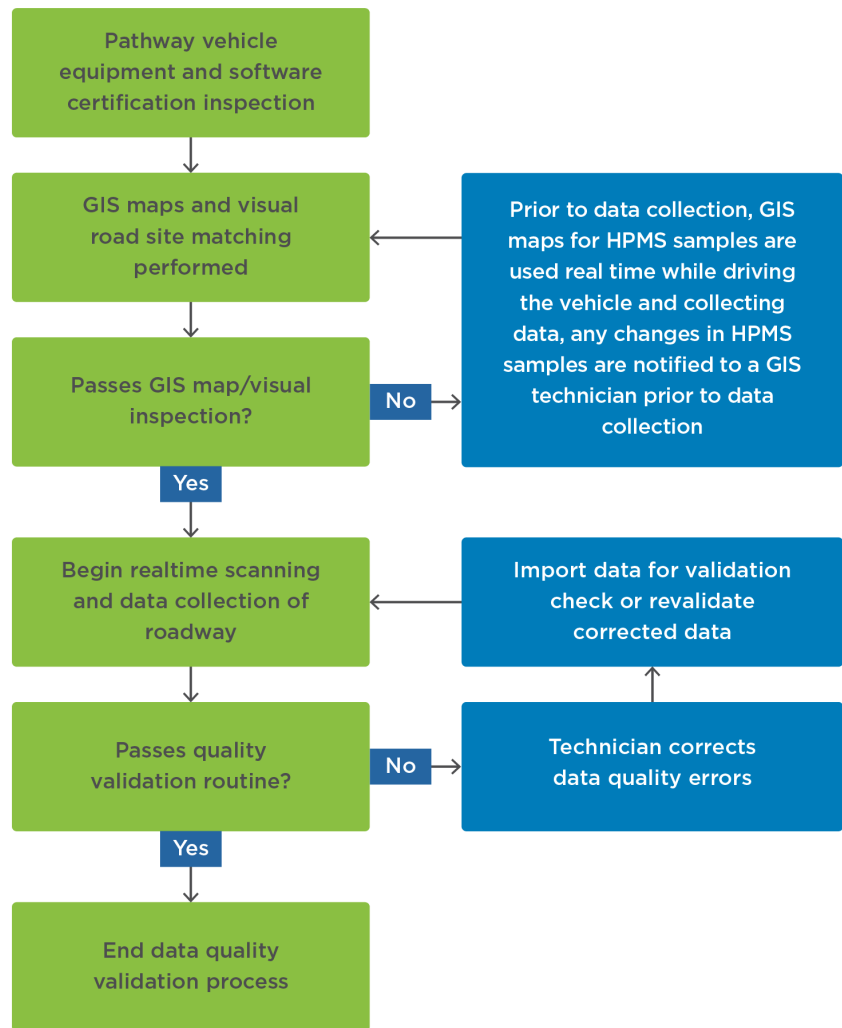 Pathway vehicle
equipment and software
certification inspection
GIS maps and visual
road site matching
performed
Prior to data collection, GIS
maps for HPMS samples are
used real time while driving
the vehicle and collecting
data, any changes in HPMS
samples are notified to a GIS
technician prior to data
collection
Passes GIS map/visual
inspection?
No
Yes
Begin realtime scanning
and data collection of
roadway
Import data for validation
check or revalidate
corrected data
Passes quality
validation routine?
No
Technician corrects
data quality errors
Yes
End data quality
validation process